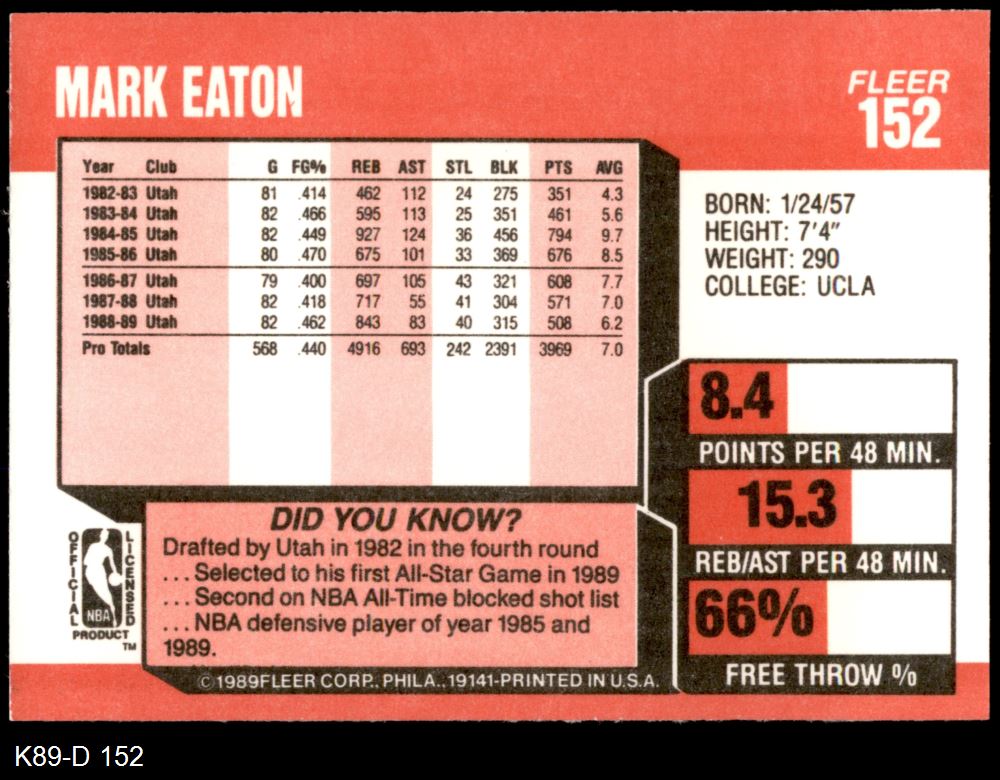 MARK EATON
FLEER
152
Year Club G FG% REB AST STL BLK PTS AVG
1982-83 Utah 81 .414 462 112 24 275 351 4.3
1983-84 Utah 82 .466 595 113 25 351 461 5.6
1984-85 Utah 82 .449 927 124 36 456 794 9.7
1985-86 Utah 80 .470 675 101 33 369 676 8.5
1986-87 Utah 79 .400 697 105 43 321 608 7.7
1987-88 Utah 82 .418 717 55 41 304 571 7.0
1988-89 Utah 82 .462 843 83 40 315 508 6.2
Pro Totals 568 .440 4916 693 242 2391 3969 7.0
BORN: 1/24/57
HEIGHT: 7'4"
WEIGHT: 290
COLLEGE: UCLA
8.4
POINTS PER 48 MIN.
15.3
REB/AST PER 48 MIN.
66%
FREE THROW %
DID YOU KNOW?
Drafted by Utah in 1982 in the fourth round
...Selected to his first All-Star Game in 1989
...Second on NBA All-Time blocked shot list
...NBA defensive player of year 1985 and
1989.
OFFICIAL
LICENSED
NBA
PRODUCT
TM
©1989FLEER CORP., PHILA.,19141-PRINTED IN U.S.A.
K89-D 152